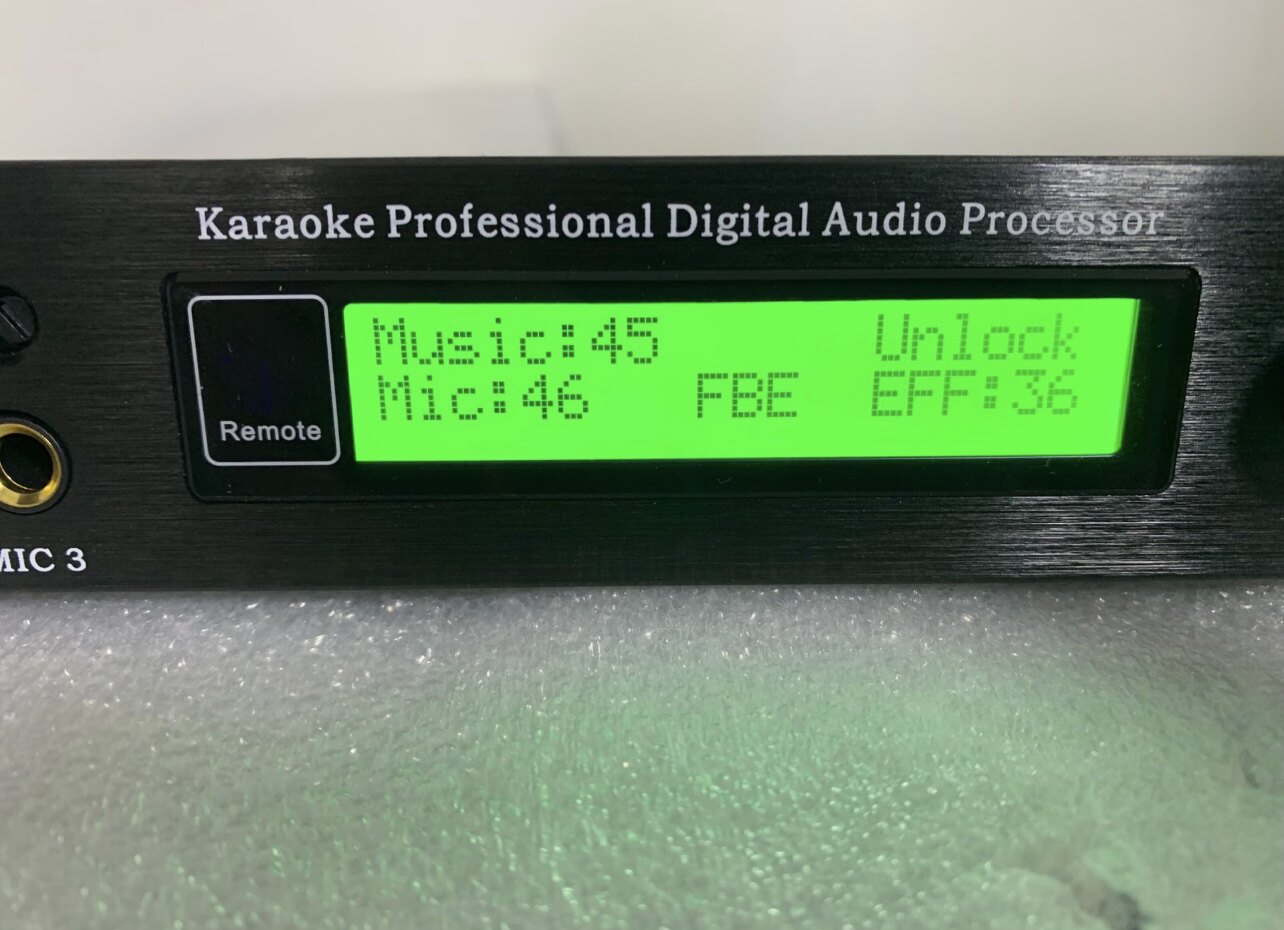 Karaoke Professional Digital Audio Processor
Music:45 Unlock
Mic:46 FBE EFF:36
Remote
MIC 3